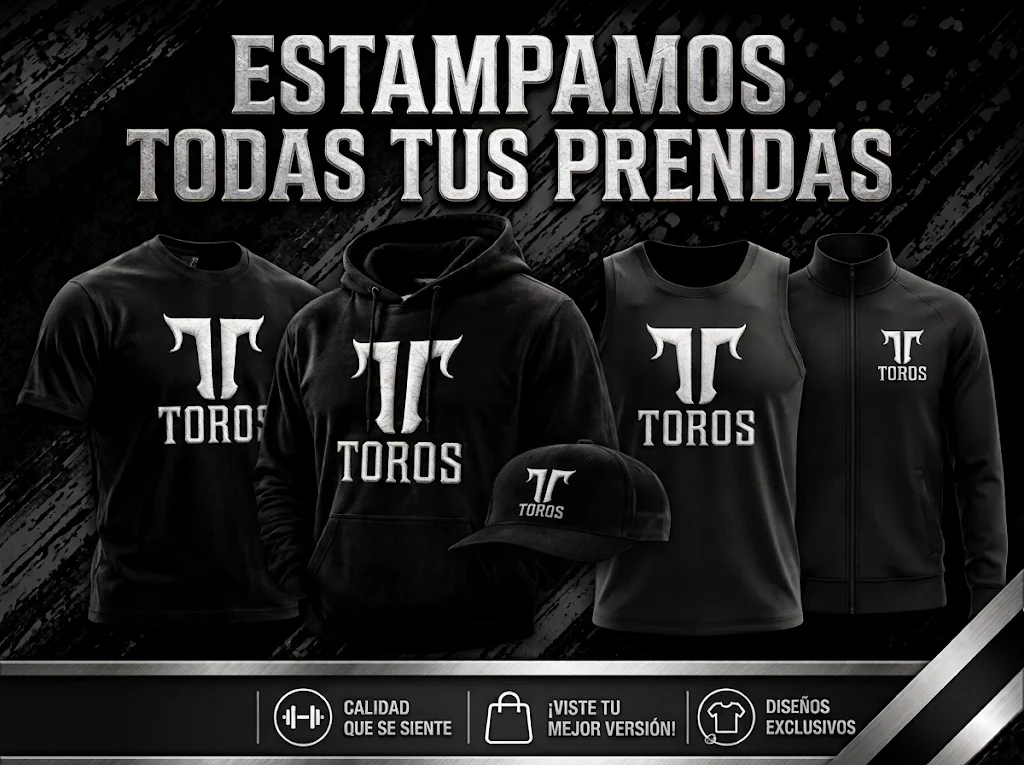 ESTAMPAMOS
TODAS TUS PRENDAS
TOROS
TOROS
TOROS
TOROS
TOROS
CALIDAD
QUE SE SIENTE
¡VISTE TU
MEJOR VERSIÓN!
DISEÑOS
EXCLUSIVOS